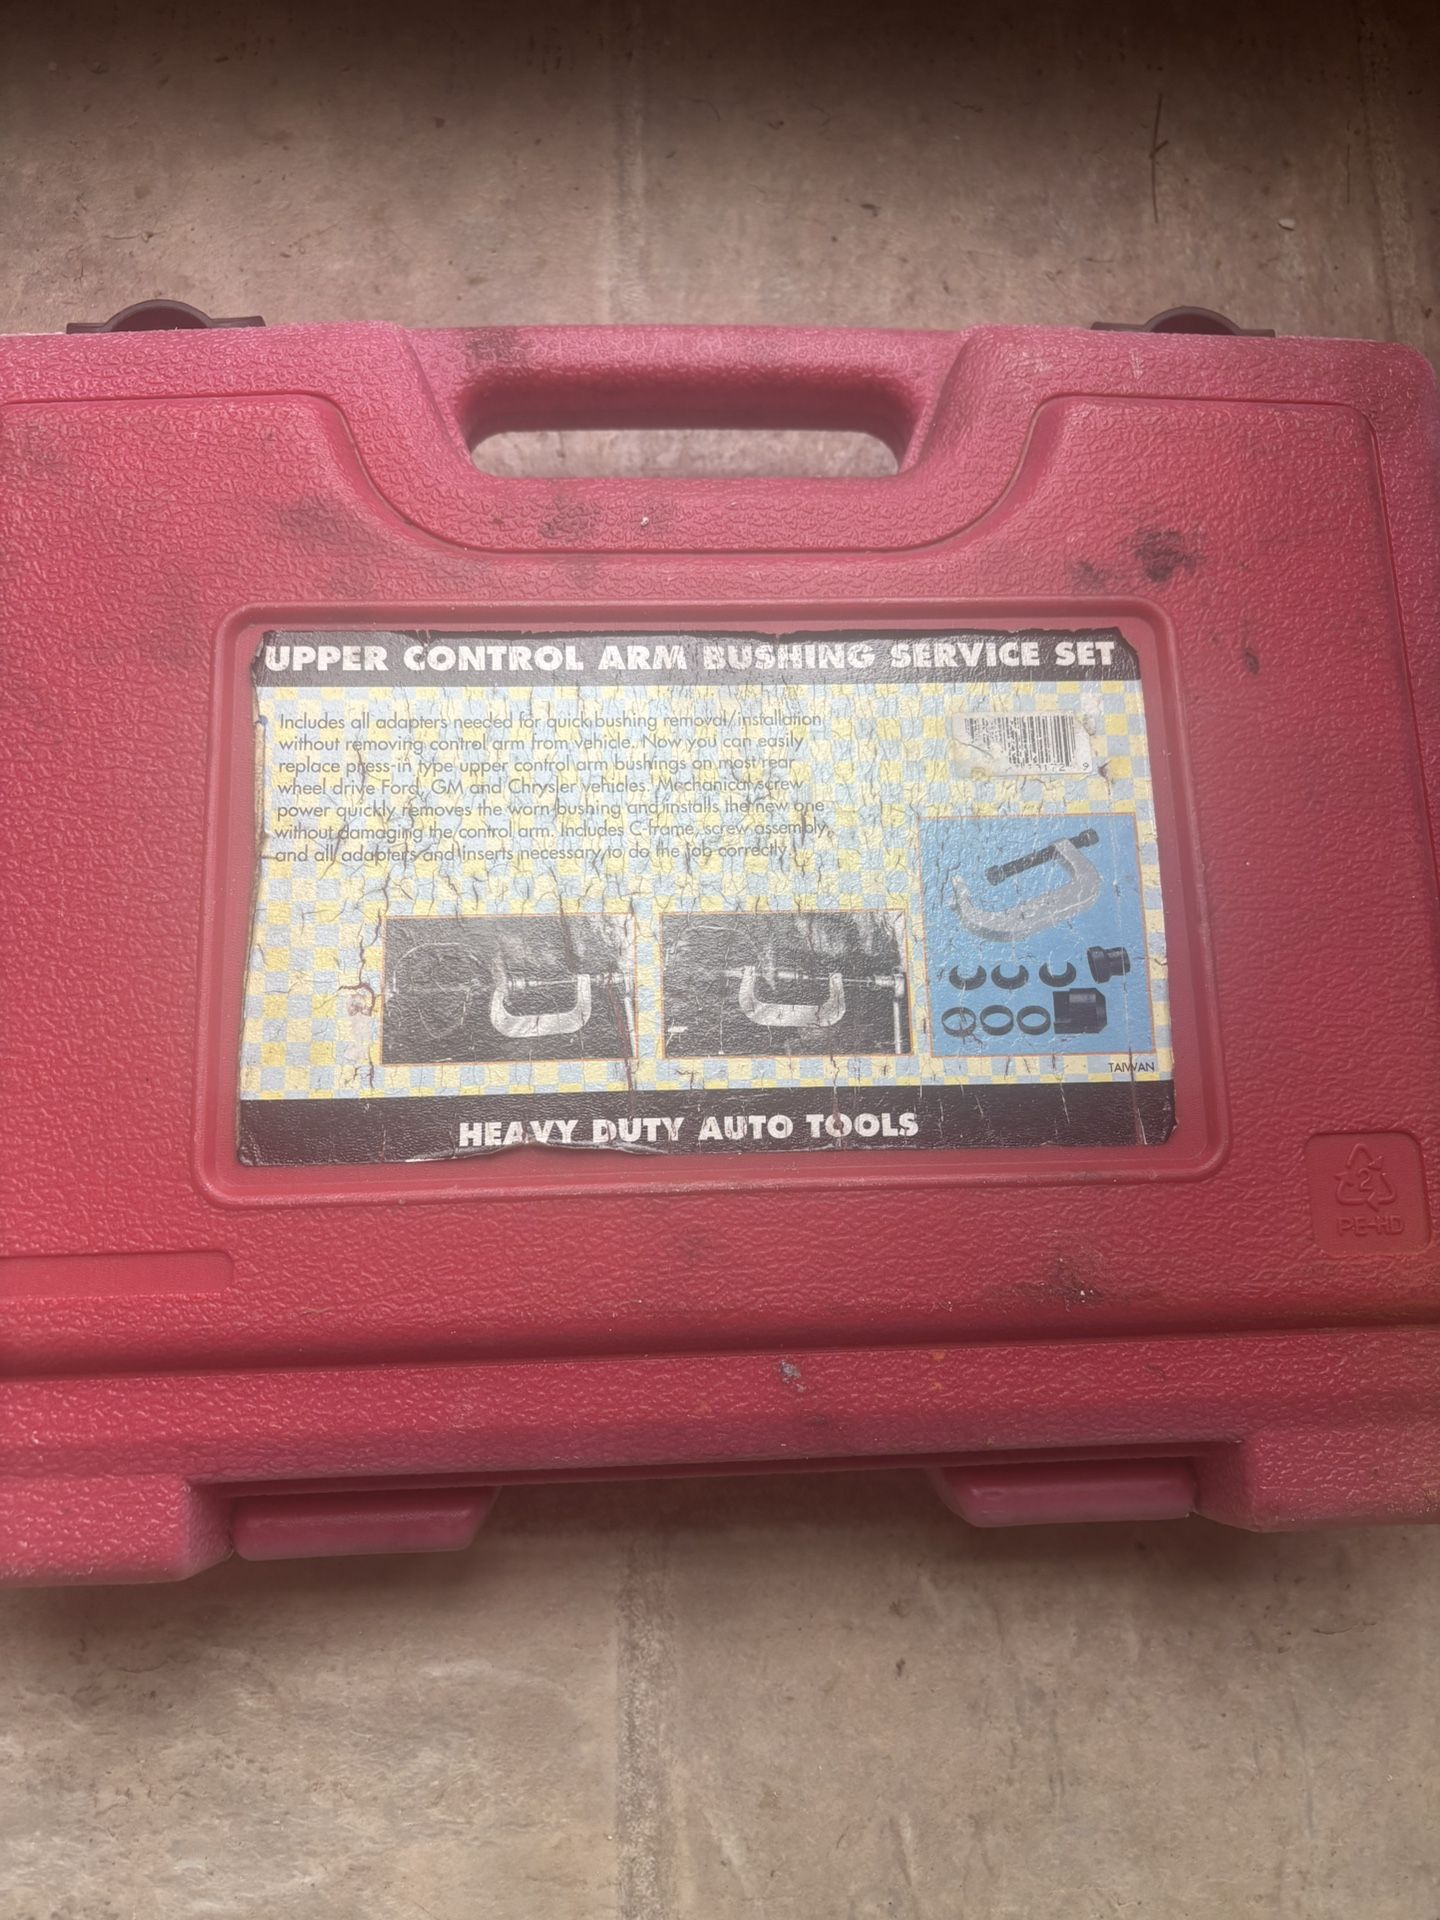 UPPER CONTROL ARM BUSHING SERVICE SET
Includes all adapters needed for quick bushing removal/installation
without removing control arm from vehicle. Now you can easily
replace press-in type upper control arm bushings on most rear
wheel drive Ford, GM and Chrysler vehicles. Mechanical screw
power quickly removes the worn bushing and installs the new one
without damaging the control arm. Includes C-frame, screw assembly,
and all adapters and inserts necessary to do the job correctly.
TAIWAN
HEAVY DUTY AUTO TOOLS
2
PE-HD